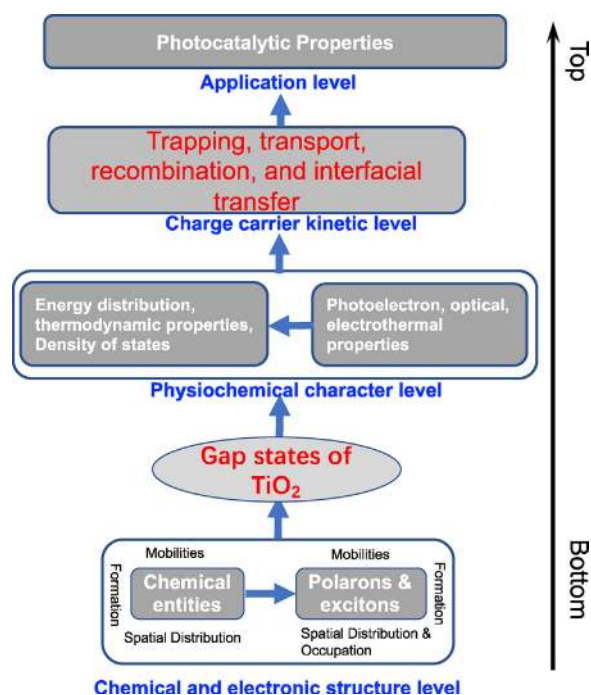 Photocatalytic Properties
Application level
Trapping, transport,
recombination, and interfacial
transfer
Charge carrier kinetic level
Energy distribution,
thermodynamic properties,
Density of states
Photoelectron, optical,
electrothermal
properties
Physiochemical character level
Gap states of
TiO₂
Mobilities
Mobilities
Formation
Chemical
entities
Polarons &
excitons
Formation
Spatial Distribution
Spatial Distribution &
Occupation
Chemical and electronic structure level
Top
Bottom